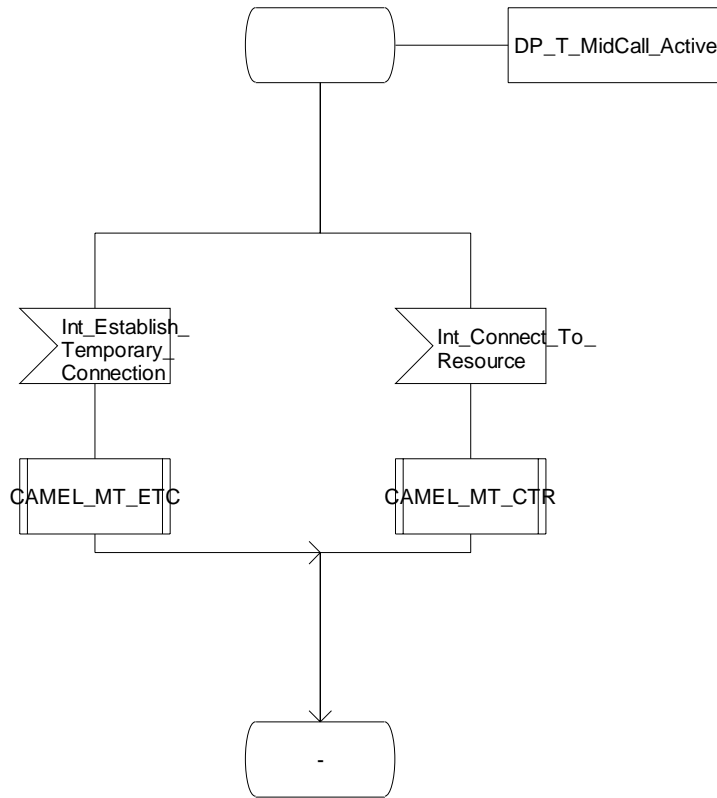 DP_T_MidCall_Active
Int_Establish_
Temporary_
Connection
Int_Connect_To_
Resource
CAMEL_MT_ETC
CAMEL_MT_CTR
-